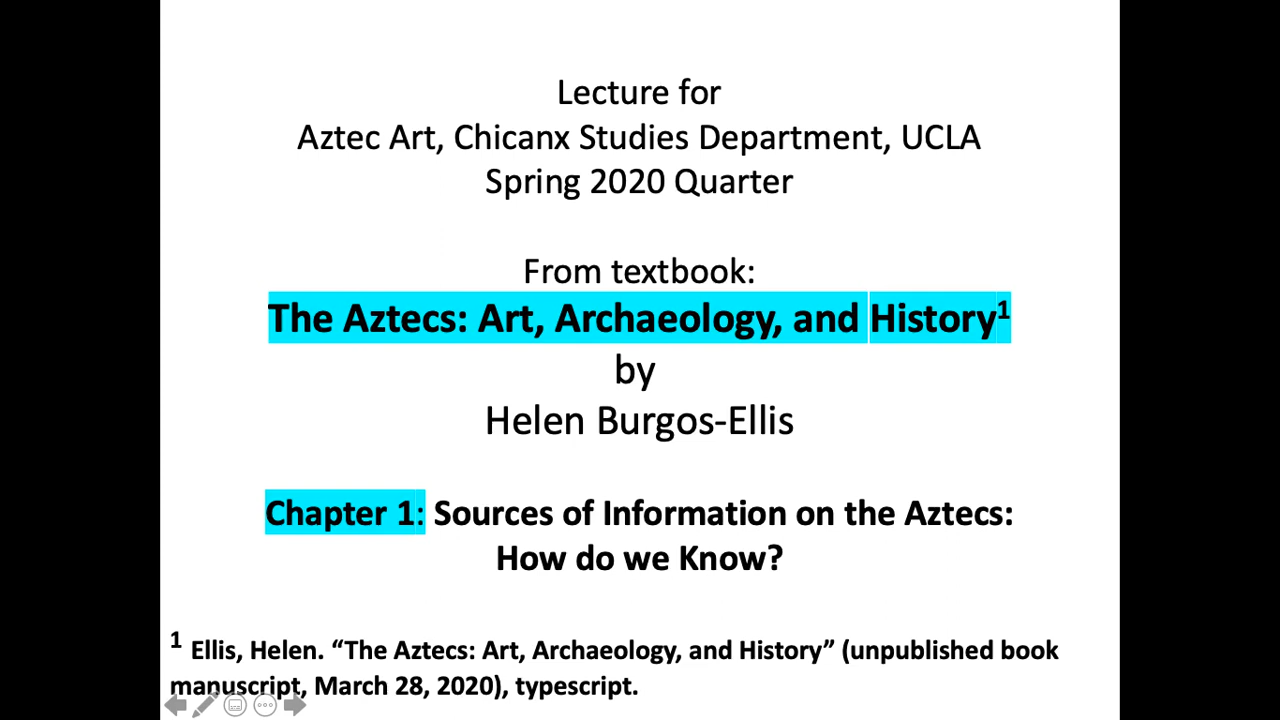 Lecture for
Aztec Art, Chicanx Studies Department, UCLA
Spring 2020 Quarter
From textbook:
The Aztecs: Art, Archaeology, and History¹
by
Helen Burgos-Ellis
Chapter 1: Sources of Information on the Aztecs:
How do we Know?
¹ Ellis, Helen. “The Aztecs: Art, Archaeology, and History” (unpublished book
manuscript, March 28, 2020), typescript.